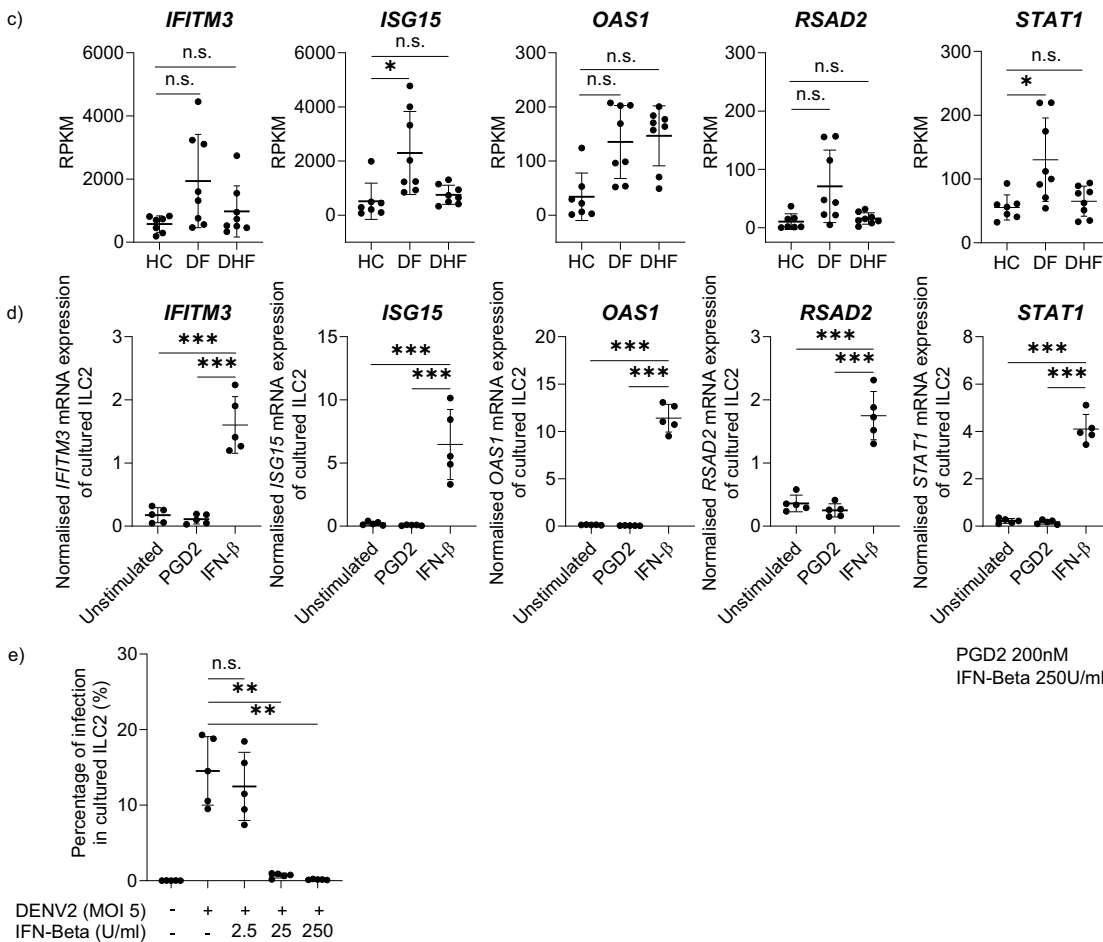 c)
IFITM3
ISG15
OAS1
RSAD2
STAT1
6000
4000
2000
0
RPKM
n.s.
n.s.
HC DF DHF
6000
4000
2000
0
RPKM
n.s.
*
HC DF DHF
300
200
100
0
RPKM
n.s.
n.s.
HC DF DHF
300
200
100
0
RPKM
n.s.
n.s.
HC DF DHF
300
200
100
0
RPKM
n.s.
*
HC DF DHF
d)
IFITM3
Normalised IFITM3 mRNA expression
of cultured ILC2
3
2
1
0
***
***
Unstimulated
PGD2
IFN-β
ISG15
Normalised ISG15 mRNA expression
of cultured ILC2
15
10
5
0
***
***
Unstimulated
PGD2
IFN-β
OAS1
Normalised OAS1 mRNA expression
of cultured ILC2
20
15
10
5
0
***
***
Unstimulated
PGD2
IFN-β
RSAD2
Normalised RSAD2 mRNA expression
of cultured ILC2
3
2
1
0
***
***
Unstimulated
PGD2
IFN-β
STAT1
Normalised STAT1 mRNA expression
of cultured ILC2
8
6
4
2
0
***
***
Unstimulated
PGD2
IFN-β
PGD2 200nM
IFN-Beta 250U/ml
e)
Percentage of infection
in cultured ILC2 (%)
30
20
10
0
n.s.
**
**
DENV2 (MOI 5) - + + + +
IFN-Beta (U/ml) - - 2.5 25 250